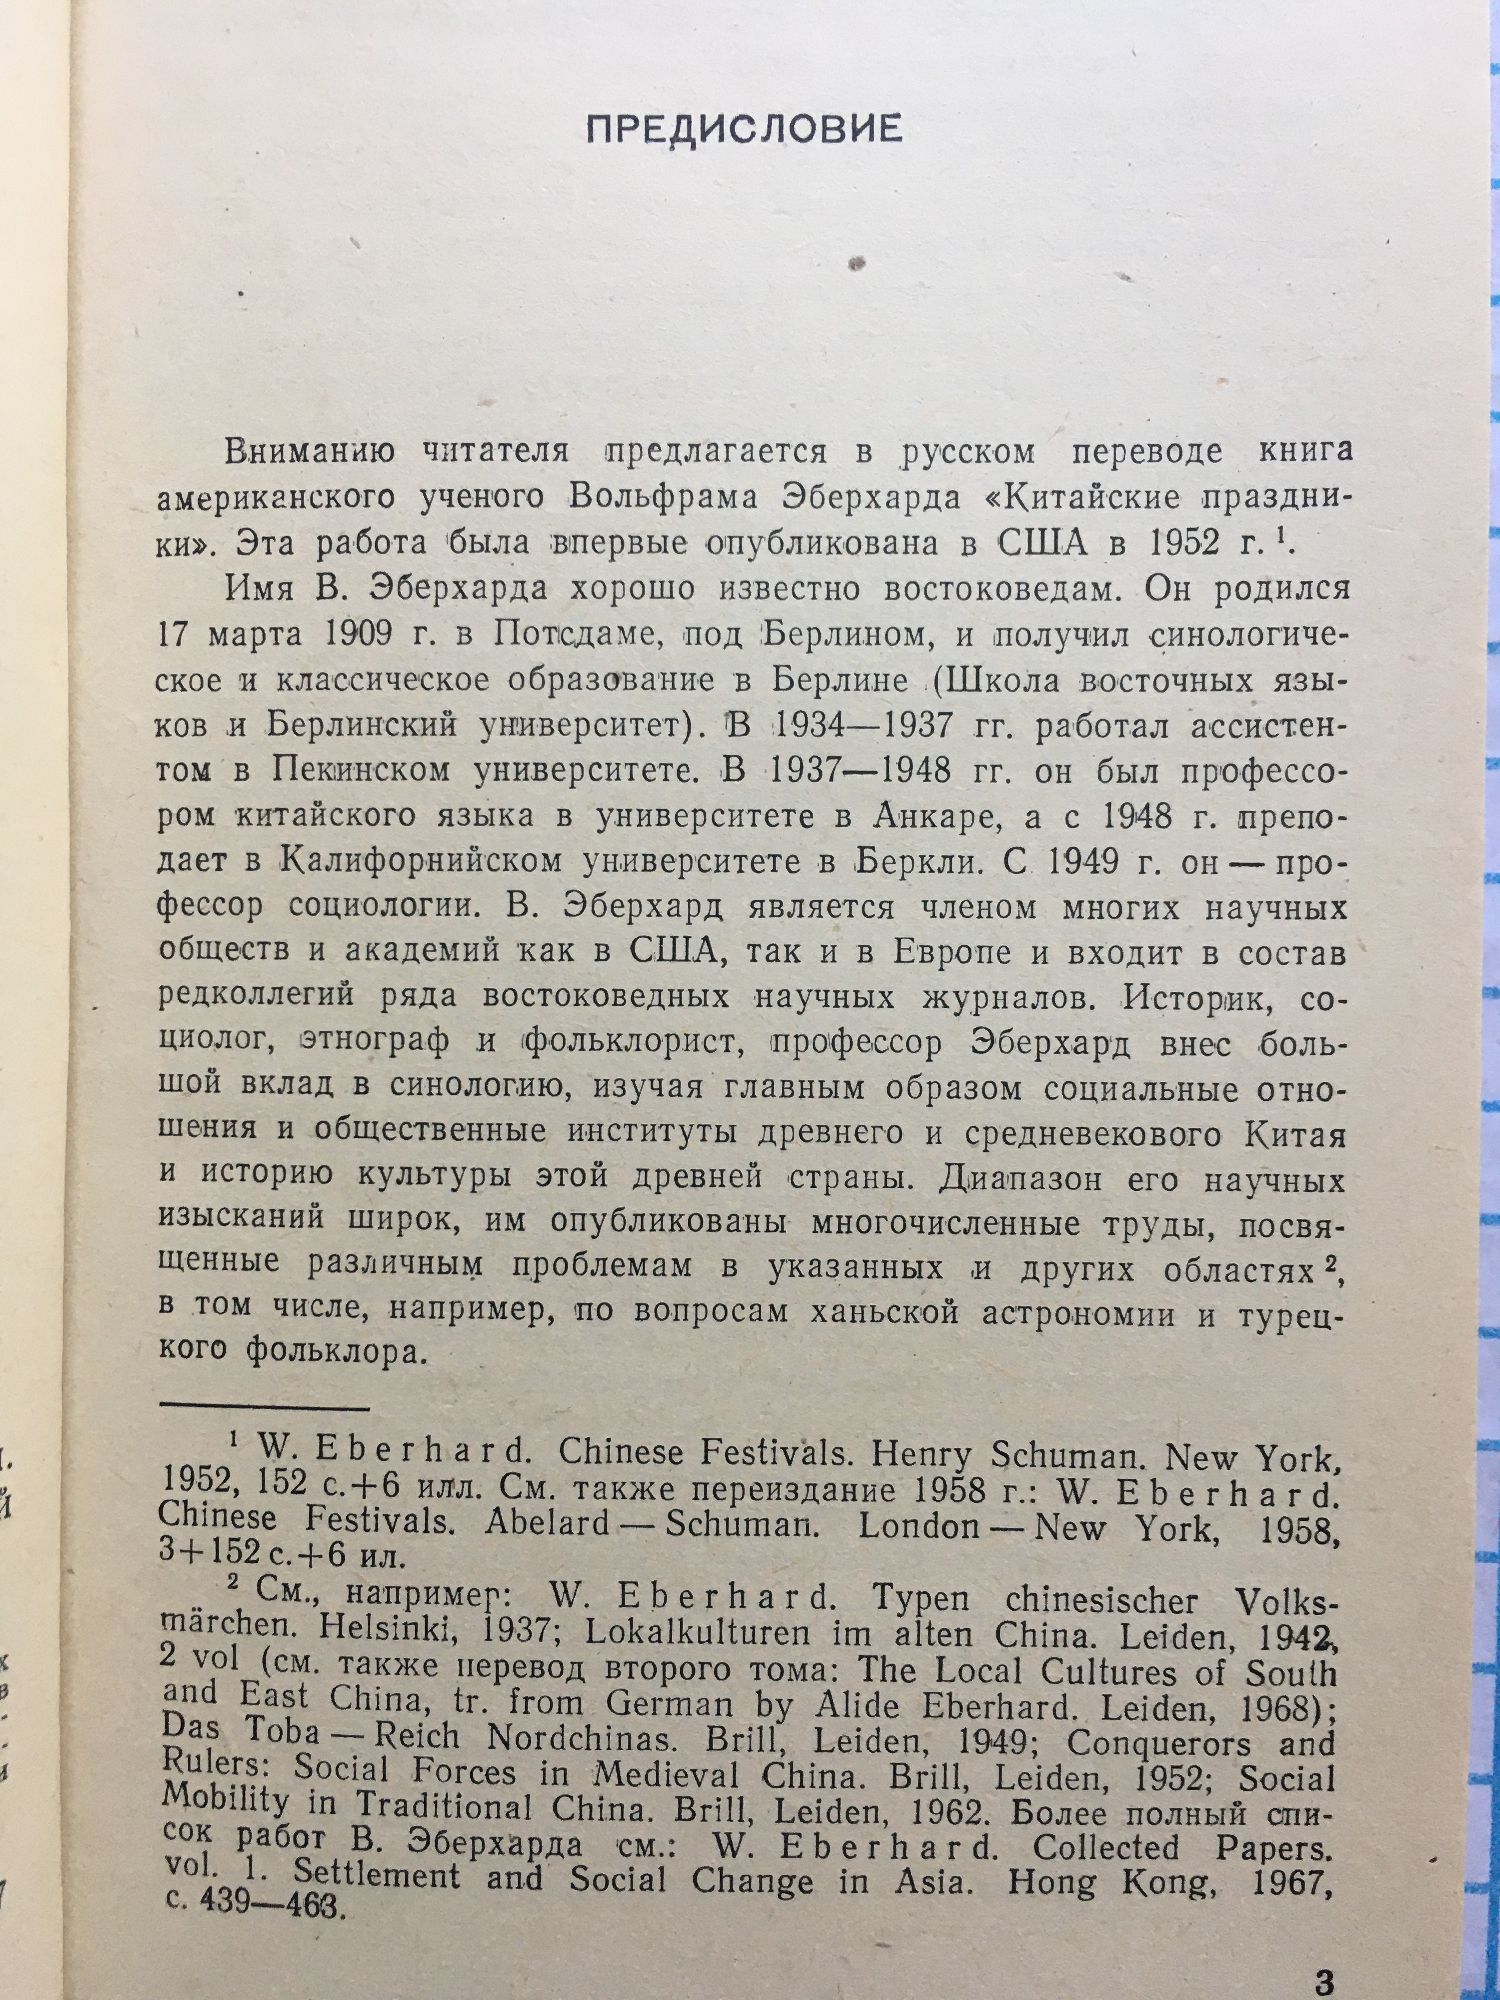 ПРЕДИСЛОВИЕ
Вниманию читателя предлагается в русском переводе книга
американского ученого Вольфрама Эберхарда «Китайские праздни-
ки». Эта работа была впервые опубликована в США в 1952 г. ¹.
Имя В. Эберхарда хорошо известно востоковедам. Он родился
17 марта 1909 г. в Потсдаме, под Берлином, и получил синологиче-
ское и классическое образование в Берлине (Школа восточных язы-
ков и Берлинский университет). В 1934—1937 гг. работал ассистен-
том в Пекинском университете. В 1937—1948 гг. он был профессо-
ром китайского языка в университете в Анкаре, а с 1948 г. препо-
дает в Калифорнийском университете в Беркли. С 1949 г. он — про-
фессор социологии. В. Эберхард является членом многих научных
обществ и академий как в США, так и в Европе и входит в состав
редколлегий ряда востоковедных научных журналов. Историк, со-
циолог, этнограф и фольклорист, профессор Эберхард внес боль-
шой вклад в синологию, изучая главным образом социальные отно-
шения и общественные институты древнего и средневекового Китая
и историю культуры этой древней страны. Диапазон его научных
изысканий широк, им опубликованы многочисленные труды, посвя-
щенные различным проблемам в указанных и других областях ²,
в том числе, например, по вопросам ханьской астрономии и турец-
кого фольклора.
¹ W. Eberhard. Chinese Festivals. Henry Schuman. New York,
1952, 152 с.+6 илл. См. также переиздание 1958 г.: W. Eberhard.
Chinese Festivals. Abelard — Schuman. London — New York, 1958,
3+152 с.+6 ил.
² См., например: W. Eberhard. Typen chinesischer Volks-
märchen. Helsinki, 1937; Lokalkulturen im alten China. Leiden, 1942,
2 vol (см. также перевод второго тома: The Local Cultures of South
and East China, tr. from German by Alide Eberhard. Leiden, 1968);
Das Toba — Reich Nordchinas. Brill, Leiden, 1949; Conquerors and
Rulers: Social Forces in Medieval China. Brill, Leiden, 1952; Social
Mobility in Traditional China. Brill, Leiden, 1962. Более полный спи-
сок работ В. Эберхарда см.: W. Eberhard. Collected Papers.
vol. 1. Settlement and Social Change in Asia. Hong Kong, 1967,
с. 439—463.
3